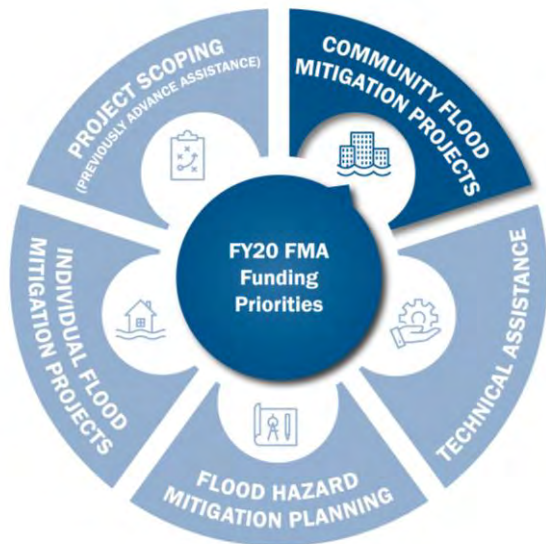 FY20 FMA
Funding
Priorities
PROJECT SCOPING
(PREVIOUSLY ADVANCE ASSISTANCE)
COMMUNITY FLOOD
MITIGATION PROJECTS
TECHNICAL ASSISTANCE
FLOOD HAZARD
MITIGATION PLANNING
INDIVIDUAL FLOOD
MITIGATION PROJECTS